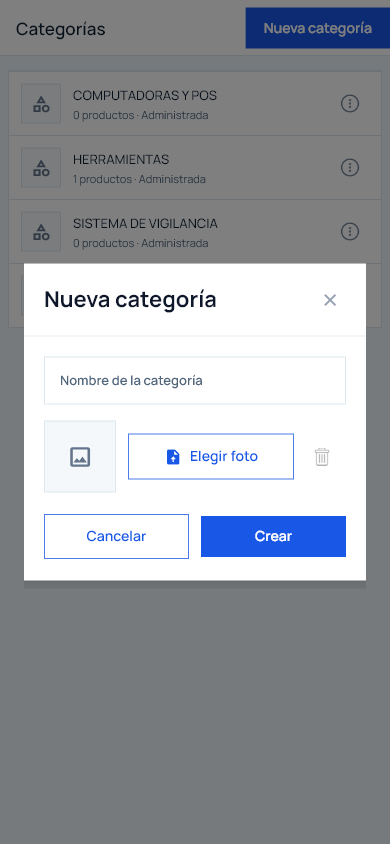 Categorías
Nueva categoría
COMPUTADORAS Y POS
0 productos · Administrada
HERRAMIENTAS
1 productos · Administrada
SISTEMA DE VIGILANCIA
0 productos · Administrada
Nueva categoría
Nombre de la categoría
Elegir foto
Cancelar
Crear